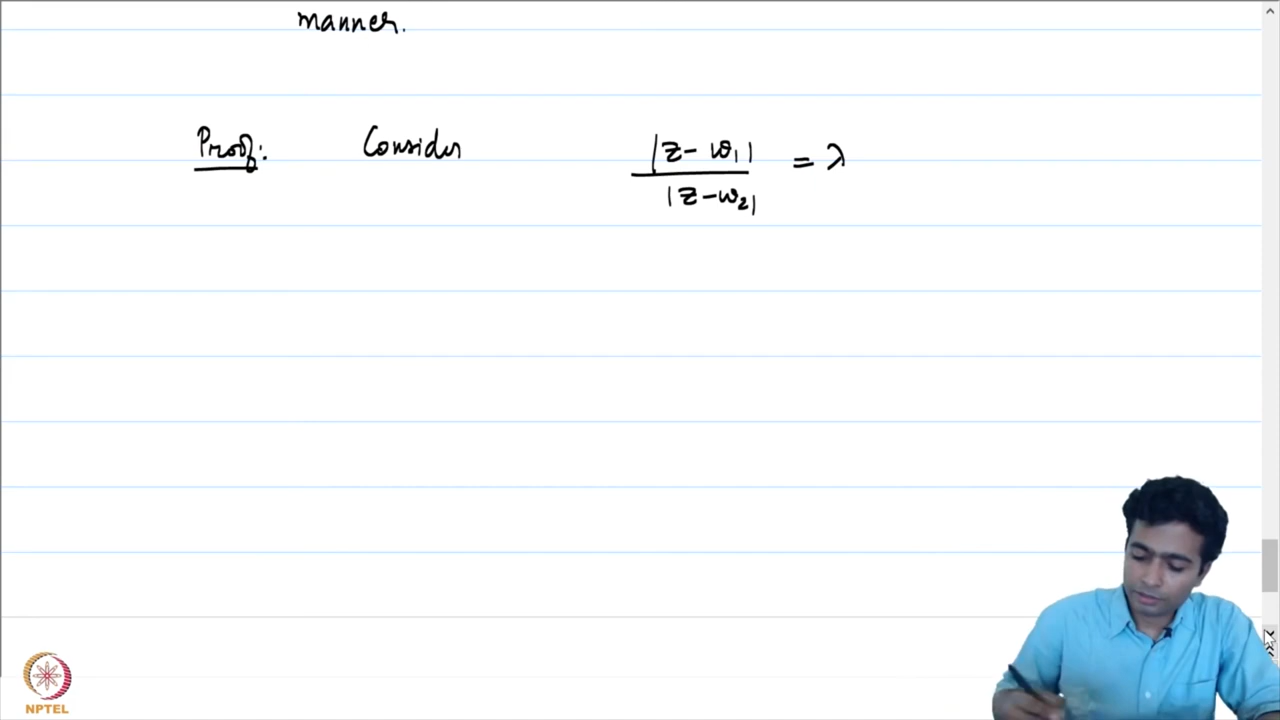 manner.
Proof: Consider |z - w₁| / |z - w₂| = λ
NPTEL